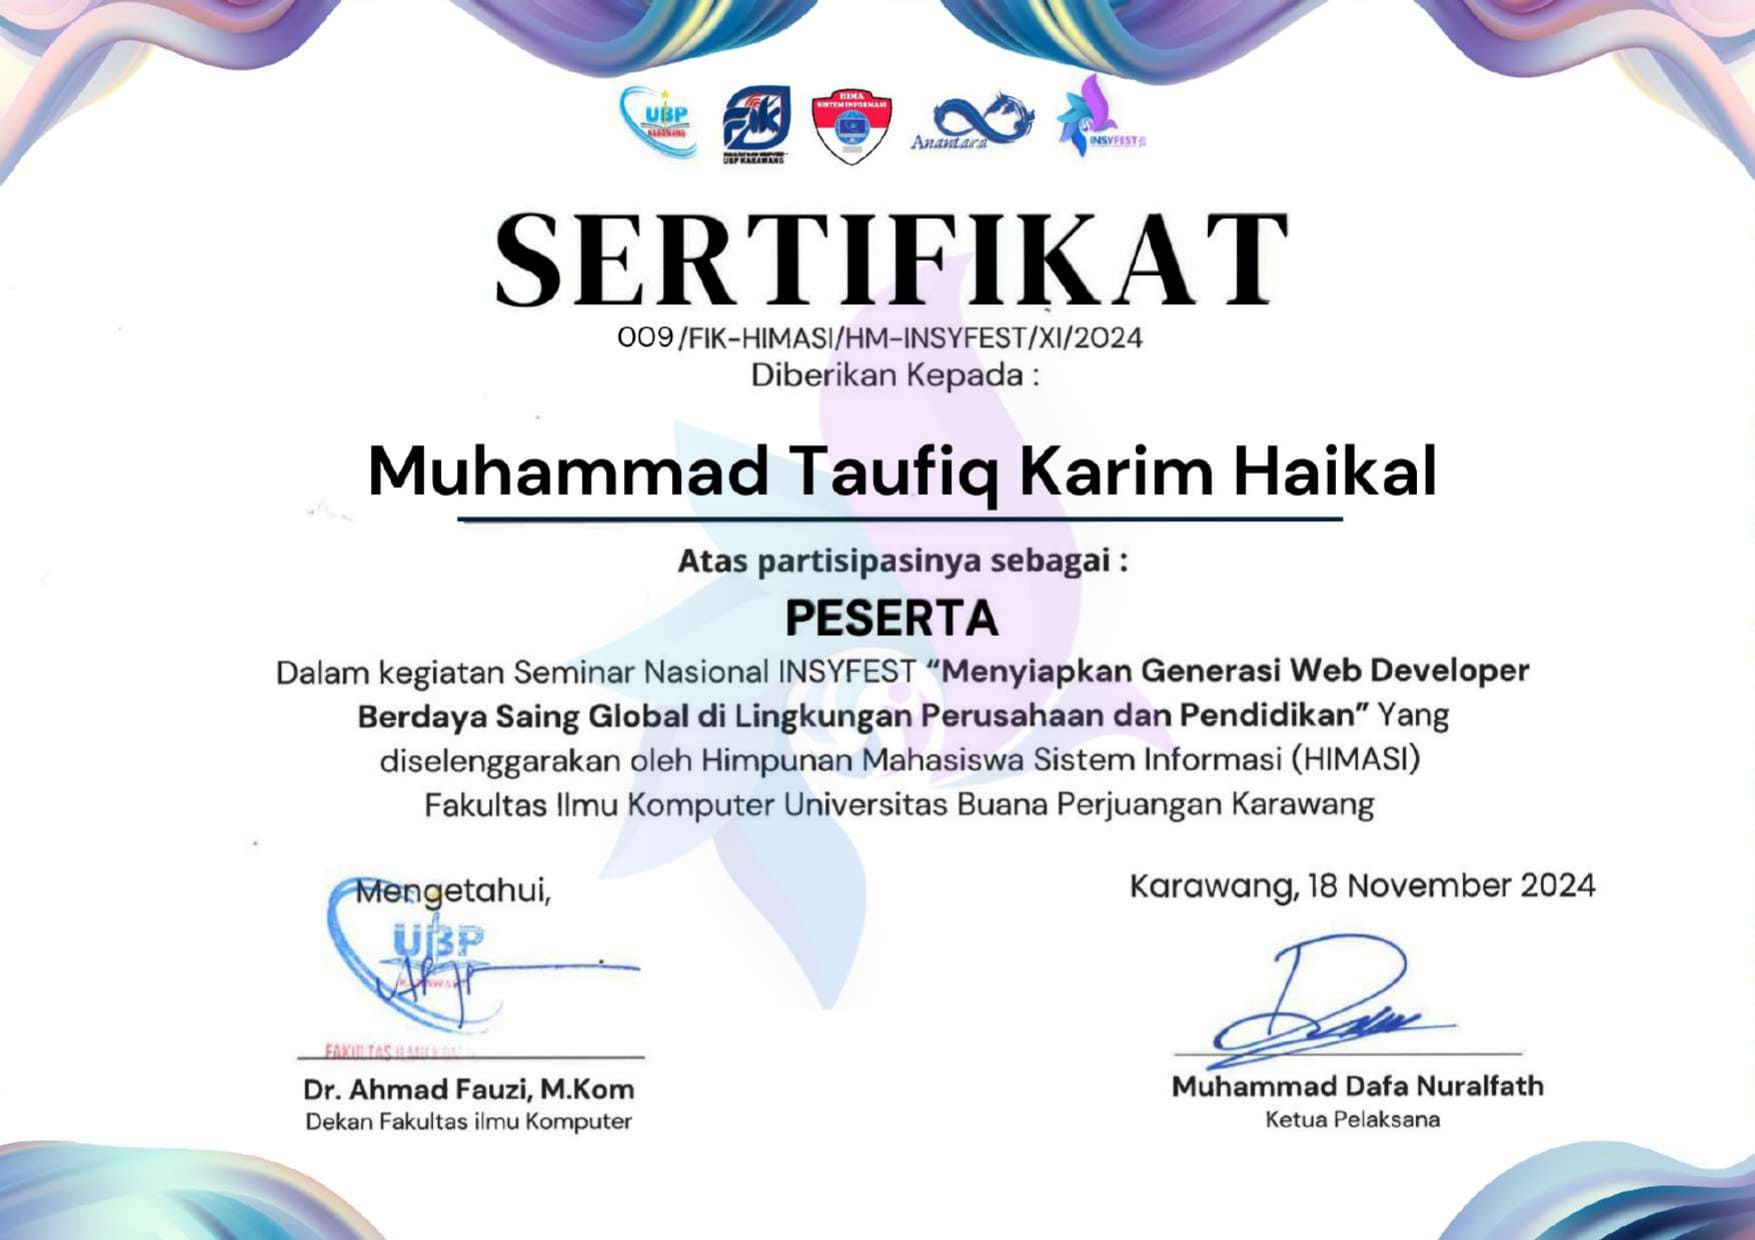 UBP
KARAWANG
FIK
UBP KARAWANG
HIMA
SISTEM INFORMASI
Anantara
INSYFEST
SERTIFIKAT
009/FIK-HIMASI/HM-INSYFEST/XI/2024
Diberikan Kepada :
Muhammad Taufiq Karim Haikal
Atas partisipasinya sebagai :
PESERTA
Dalam kegiatan Seminar Nasional INSYFEST “Menyiapkan Generasi Web Developer
Berdaya Saing Global di Lingkungan Perusahaan dan Pendidikan” Yang
diselenggarakan oleh Himpunan Mahasiswa Sistem Informasi (HIMASI)
Fakultas Ilmu Komputer Universitas Buana Perjuangan Karawang
Mengetahui,
Karawang, 18 November 2024
UBP
FAKULTAS ILMU
Dr. Ahmad Fauzi, M.Kom
Dekan Fakultas ilmu Komputer
Muhammad Dafa Nuralfath
Ketua Pelaksana